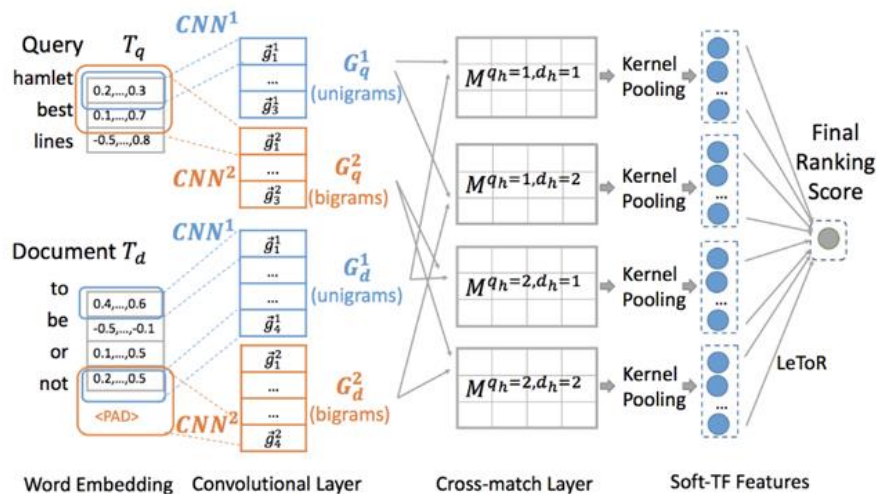 Query T_q
hamlet
best
lines
0.2,...,0.3
0.1,...,0.7
-0.5,...,0.8
CNN^1
CNN^2
g⃗_1^1
...
g⃗_3^1
G_q^1
(unigrams)
g⃗_1^2
...
g⃗_3^2
G_q^2
(bigrams)
Document T_d
to
be
or
not
0.4,...,0.6
-0.5,...,-0.1
0.1,...,0.5
0.2,...,0.5
<PAD>
CNN^1
CNN^2
g⃗_1^1
...
...
g⃗_4^1
G_d^1
(unigrams)
g⃗_1^2
...
...
g⃗_4^2
G_d^2
(bigrams)
M^{q_h=1,d_h=1}
Kernel
Pooling
...
M^{q_h=1,d_h=2}
Kernel
Pooling
...
M^{q_h=2,d_h=1}
Kernel
Pooling
...
M^{q_h=2,d_h=2}
Kernel
Pooling
...
Final
Ranking
Score
LeToR
Word Embedding Convolutional Layer Cross-match Layer Soft-TF Features